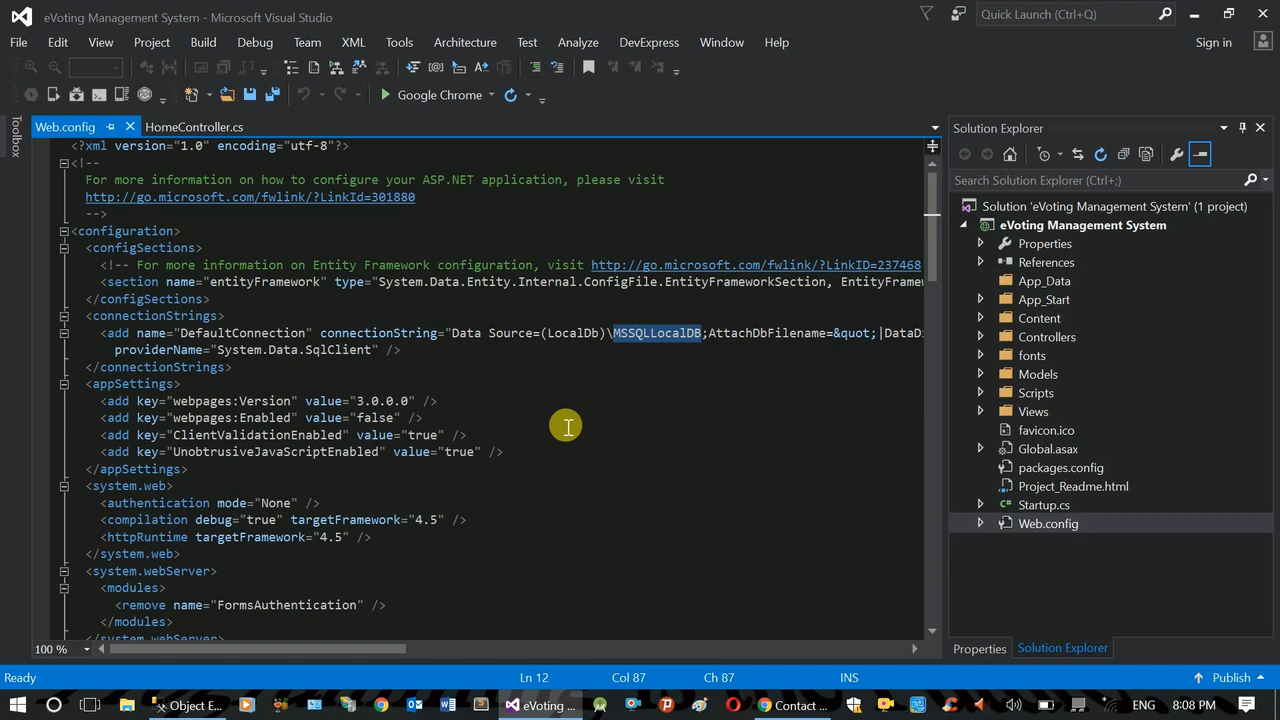 eVoting Management System - Microsoft Visual Studio
Quick Launch (Ctrl+Q)
File Edit View Project Build Debug Team XML Tools Architecture Test Analyze DevExpress Window Help
Sign in
Google Chrome
Toolbox
Web.config
HomeController.cs
<?xml version="1.0" encoding="utf-8"?>
<!--
For more information on how to configure your ASP.NET application, please visit
http://go.microsoft.com/fwlink/?LinkId=301880
-->
<configuration>
<configSections>
<!-- For more information on Entity Framework configuration, visit http://go.microsoft.com/fwlink/?LinkID=237468
<section name="entityFramework" type="System.Data.Entity.Internal.ConfigFile.EntityFrameworkSection, EntityFramew
</configSections>
<connectionStrings>
<add name="DefaultConnection" connectionString="Data Source=(LocalDb)\MSSQLLocalDB;AttachDbFilename=&quot;|DataDi
providerName="System.Data.SqlClient" />
</connectionStrings>
<appSettings>
<add key="webpages:Version" value="3.0.0.0" />
<add key="webpages:Enabled" value="false" />
<add key="ClientValidationEnabled" value="true" />
<add key="UnobtrusiveJavaScriptEnabled" value="true" />
</appSettings>
<system.web>
<authentication mode="None" />
<compilation debug="true" targetFramework="4.5" />
<httpRuntime targetFramework="4.5" />
</system.web>
<system.webServer>
<modules>
<remove name="FormsAuthentication" />
</modules>
</system.webServer>
100 %
Solution Explorer
Search Solution Explorer (Ctrl+;)
Solution 'eVoting Management System' (1 project)
eVoting Management System
Properties
References
App_Data
App_Start
Content
Controllers
fonts
Models
Scripts
Views
favicon.ico
Global.asax
packages.config
Project_Readme.html
Startup.cs
Web.config
Properties
Solution Explorer
Ready
Ln 12
Col 87
Ch 87
INS
Publish
Object E...
eVoting ...
Contact ...
ENG
8:08 PM